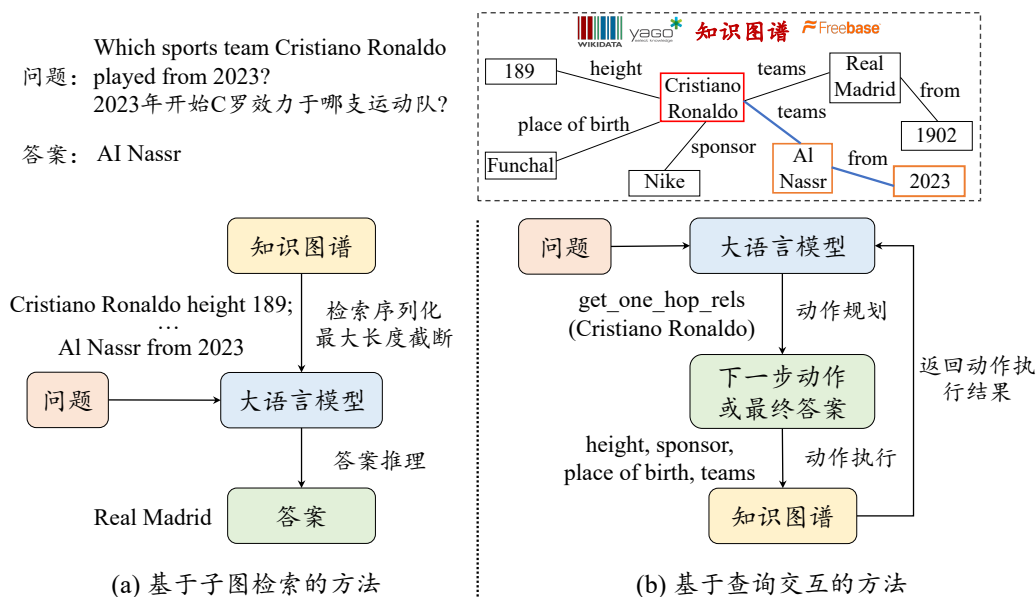 Which sports team Cristiano Ronaldo
问题: played from 2023?
2023年开始C罗效力于哪支运动队?
答案: AI Nassr
WIKIDATA
yago
select knowledge
知识图谱
Freebase
189
height
Cristiano
Ronaldo
teams
Real
Madrid
from
1902
place of birth
teams
Funchal
sponsor
Nike
Al
Nassr
from
2023
知识图谱
Cristiano Ronaldo height 189;
…
Al Nassr from 2023
检索序列化
最大长度截断
问题
大语言模型
答案推理
Real Madrid
答案
(a) 基于子图检索的方法
问题
大语言模型
get_one_hop_rels
(Cristiano Ronaldo)
动作规划
下一步动作
或最终答案
返回动作执
行结果
height, sponsor,
place of birth, teams
动作执行
知识图谱
(b) 基于查询交互的方法